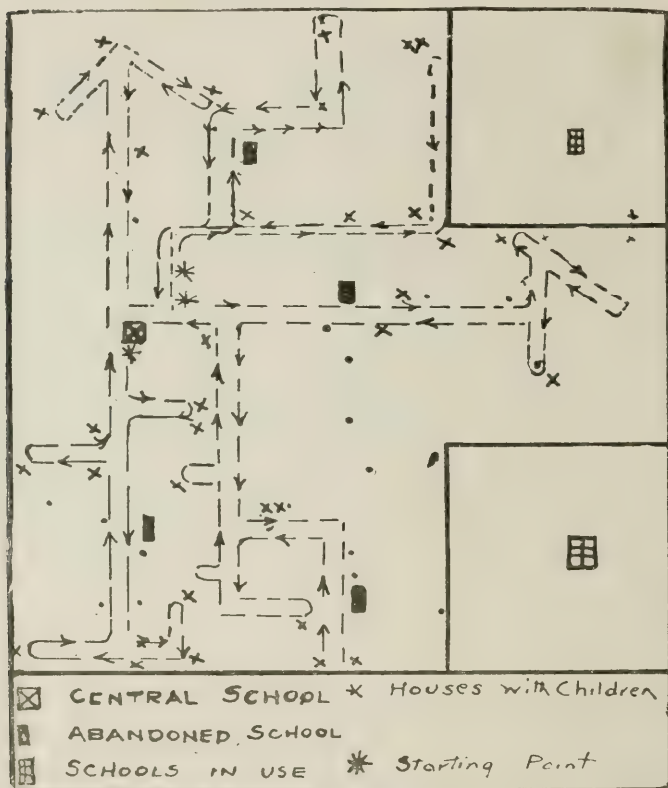 CENTRAL SCHOOL × Houses with Children
ABANDONED. SCHOOL
SCHOOLS IN USE Starting Point